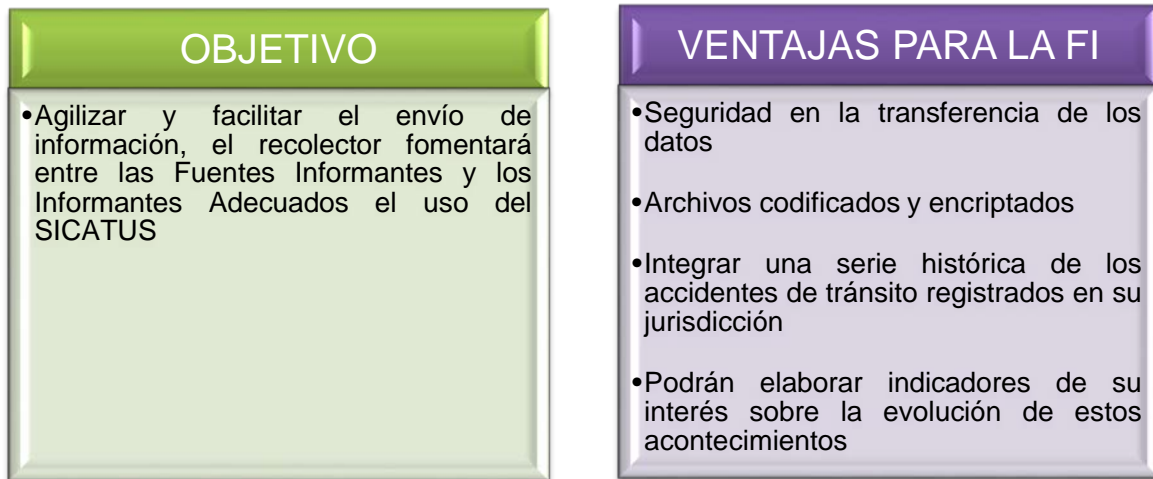 OBJETIVO
•Agilizar y facilitar el envío de
información, el recolector fomentará
entre las Fuentes Informantes y los
Informantes Adecuados el uso del
SICATUS
VENTAJAS PARA LA FI
•Seguridad en la transferencia de los
datos
•Archivos codificados y encriptados
•Integrar una serie histórica de los
accidentes de tránsito registrados en su
jurisdicción
•Podrán elaborar indicadores de su
interés sobre la evolución de estos
acontecimientos